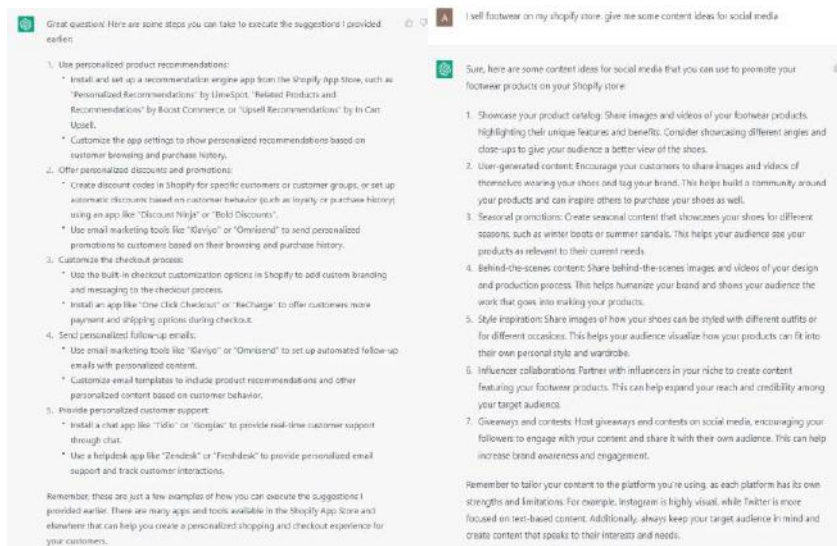 Great question! Here are some steps you can take to execute the suggestions I provided
earlier:
1. Use personalized product recommendations:
• Install and set up a recommendation engine app from the Shopify App Store, such as
"Personalized Recommendations" by LimeSpot, "Related Products and
Recommendations" by Boost Commerce, or "Upsell Recommendations" by In Cart
Upsell.
• Customize the app settings to show personalized recommendations based on
customer browsing and purchase history.
2. Offer personalized discounts and promotions:
• Create discount codes in Shopify for specific customers or customer groups, or set up
automatic discounts based on customer behavior (such as loyalty or purchase history)
using an app like "Discount Ninja" or "Bold Discounts".
• Use email marketing tools like "Klaviyo" or "Omnisend" to send personalized
promotions to customers based on their browsing and purchase history.
3. Customize the checkout process:
• Use the built-in checkout customization options in Shopify to add custom branding
and messaging to the checkout process.
• Install an app like "One Click Checkout" or "ReCharge" to offer customers more
payment and shipping options during checkout.
4. Send personalized follow-up emails:
• Use email marketing tools like "Klaviyo" or "Omnisend" to set up automated follow-up
emails with personalized content.
• Customize email templates to include product recommendations and other
personalized content based on customer behavior.
5. Provide personalized customer support:
• Install a chat app like "Tidio" or "Gorgias" to provide real-time customer support
through chat.
• Use a helpdesk app like "Zendesk" or "Freshdesk" to provide personalized email
support and track customer interactions.
Remember, these are just a few examples of how you can execute the suggestions I
provided earlier. There are many apps and tools available in the Shopify App Store and
elsewhere that can help you create a personalized shopping and checkout experience for
your customers.
A
I sell footwear on my shopify store, give me some content ideas for social media
Sure, here are some content ideas for social media that you can use to promote your
footwear products on your Shopify store:
1. Showcase your product catalog: Share images and videos of your footwear products,
highlighting their unique features and benefits. Consider showcasing different angles and
close-ups to give your audience a better view of the shoes.
2. User-generated content: Encourage your customers to share images and videos of
themselves wearing your shoes and tag your brand. This helps build a community around
your products and can inspire others to purchase your shoes as well.
3. Seasonal promotions: Create seasonal content that showcases your shoes for different
seasons, such as winter boots or summer sandals. This helps your audience see your
products as relevant to their current needs.
4. Behind-the-scenes content: Share behind-the-scenes images and videos of your design
and production process. This helps humanize your brand and shows your audience the
work that goes into making your products.
5. Style inspiration: Share images of how your shoes can be styled with different outfits or
for different occasions. This helps your audience visualize how your products can fit into
their own personal style and wardrobe.
6. Influencer collaborations: Partner with influencers in your niche to create content
featuring your footwear products. This can help expand your reach and credibility among
your target audience.
7. Giveaways and contests: Host giveaways and contests on social media, encouraging your
followers to engage with your content and share it with their own audience. This can help
increase brand awareness and engagement.
Remember to tailor your content to the platform you're using, as each platform has its own
strengths and limitations. For example, Instagram is highly visual, while Twitter is more
focused on text-based content. Additionally, always keep your target audience in mind and
create content that speaks to their interests and needs.